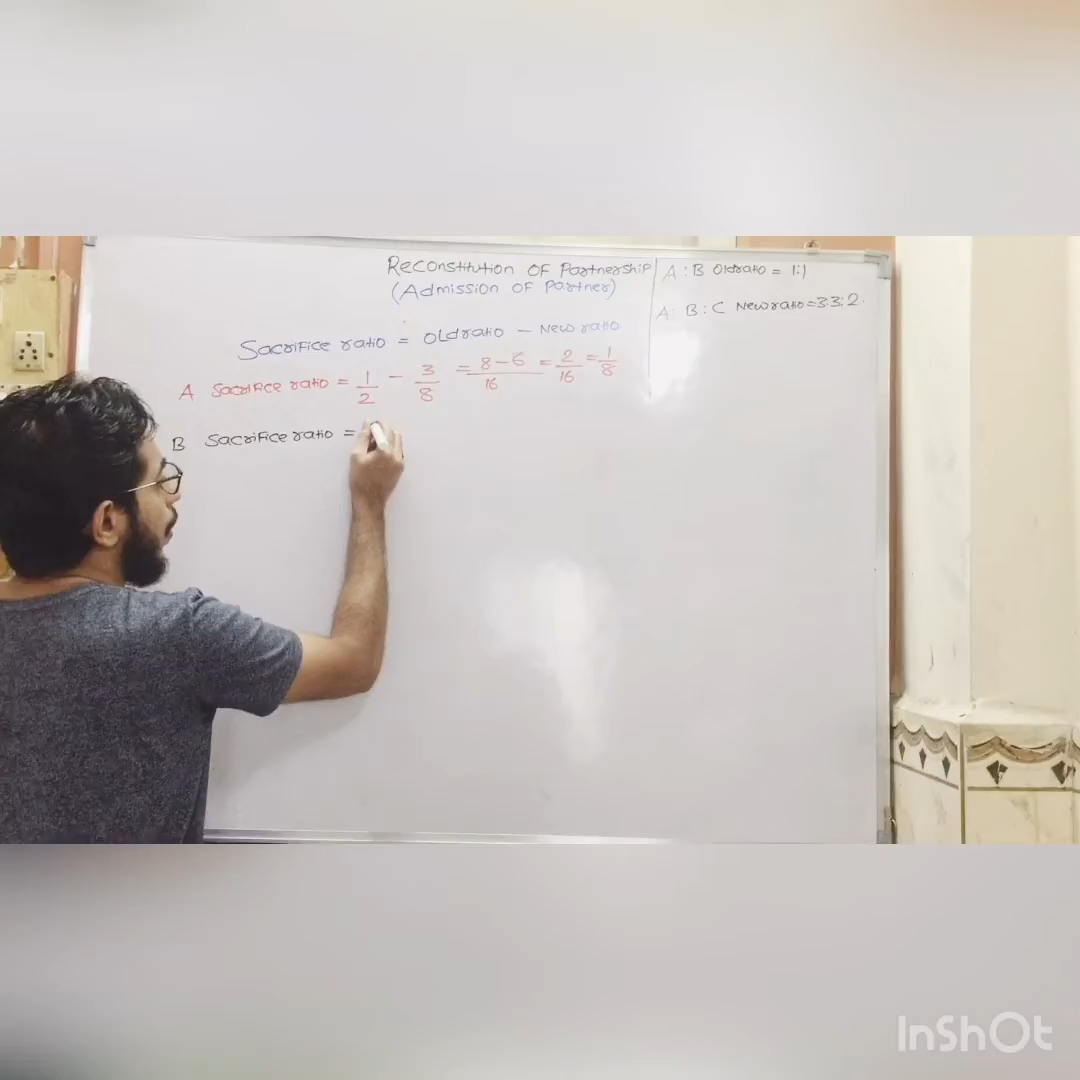 Reconstitution OF Partnership
(Admission OF Partner)
A : B Old ratio = 1:1
A : B : C New ratio = 3:3:2.
Sacrifice ratio = Old ratio - New ratio
A Sacrifice ratio = 1/2 - 3/8 = 8-6/16 = 2/16 = 1/8
B Sacrifice ratio =
InShOt